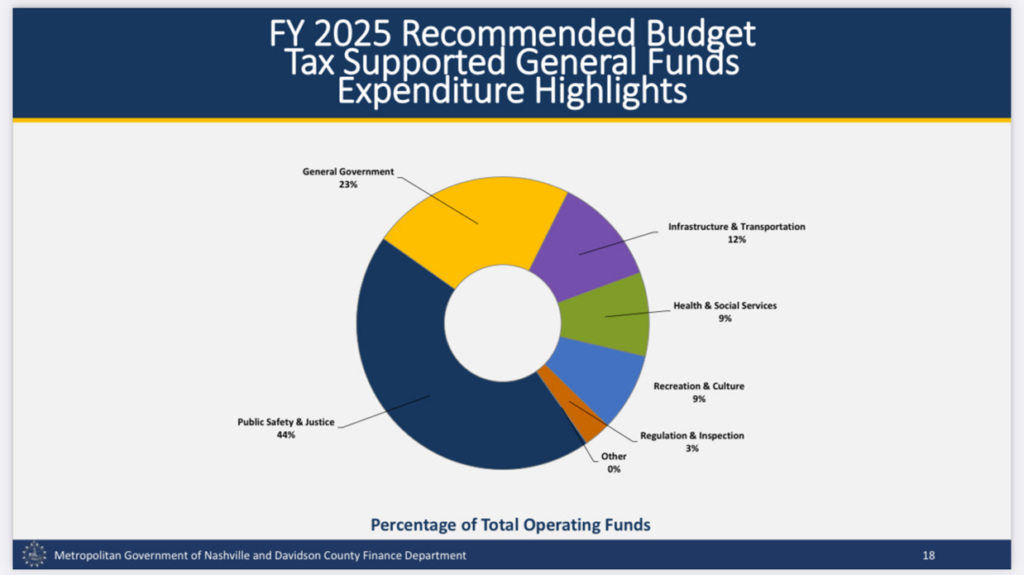 FY 2025 Recommended Budget
Tax Supported General Funds
Expenditure Highlights
General Government
23%
Infrastructure & Transportation
12%
Health & Social Services
9%
Recreation & Culture
9%
Public Safety & Justice
44%
Regulation & Inspection
3%
Other
0%
Percentage of Total Operating Funds
Metropolitan Government of Nashville and Davidson County Finance Department
18